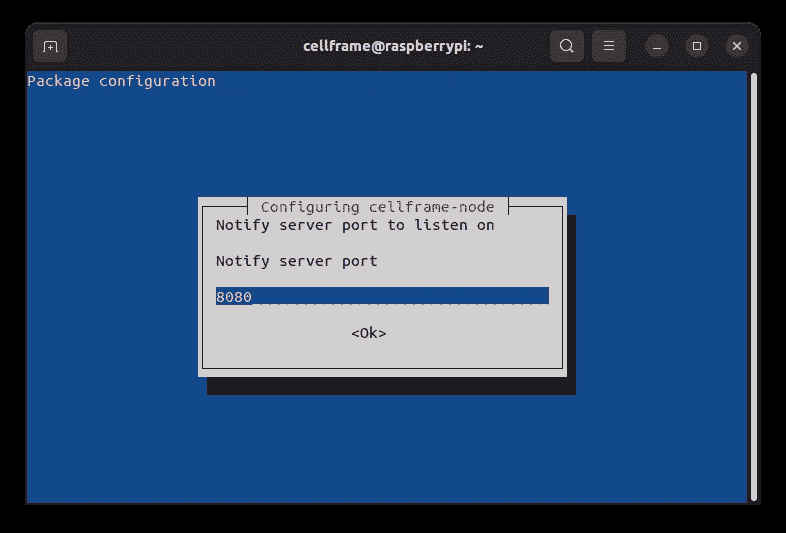 cellframe@raspberrypi: ~
Package configuration
Configuring cellframe-node
Notify server port to listen on
Notify server port
8080
<Ok>